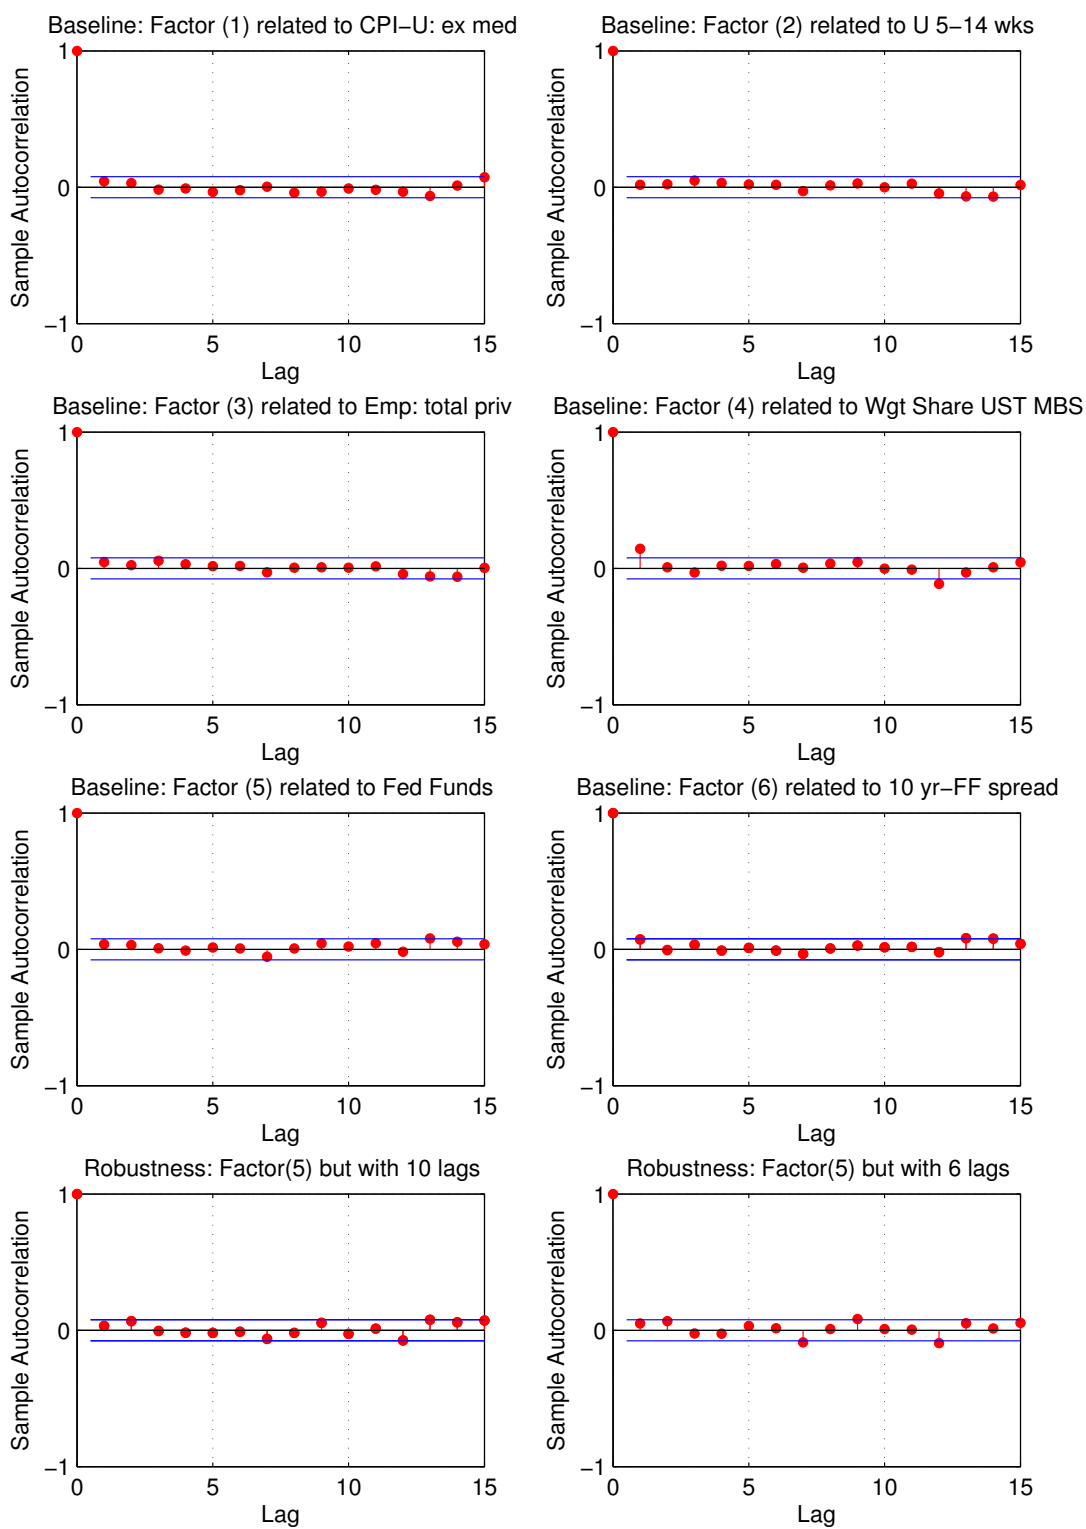 Baseline: Factor (1) related to CPI−U: ex med
Sample Autocorrelation
1
0
−1
0 5 10 15
Lag
Baseline: Factor (2) related to U 5−14 wks
Sample Autocorrelation
1
0
−1
0 5 10 15
Lag
Baseline: Factor (3) related to Emp: total priv
Sample Autocorrelation
1
0
−1
0 5 10 15
Lag
Baseline: Factor (4) related to Wgt Share UST MBS
Sample Autocorrelation
1
0
−1
0 5 10 15
Lag
Baseline: Factor (5) related to Fed Funds
Sample Autocorrelation
1
0
−1
0 5 10 15
Lag
Baseline: Factor (6) related to 10 yr−FF spread
Sample Autocorrelation
1
0
−1
0 5 10 15
Lag
Robustness: Factor(5) but with 10 lags
Sample Autocorrelation
1
0
−1
0 5 10 15
Lag
Robustness: Factor(5) but with 6 lags
Sample Autocorrelation
1
0
−1
0 5 10 15
Lag